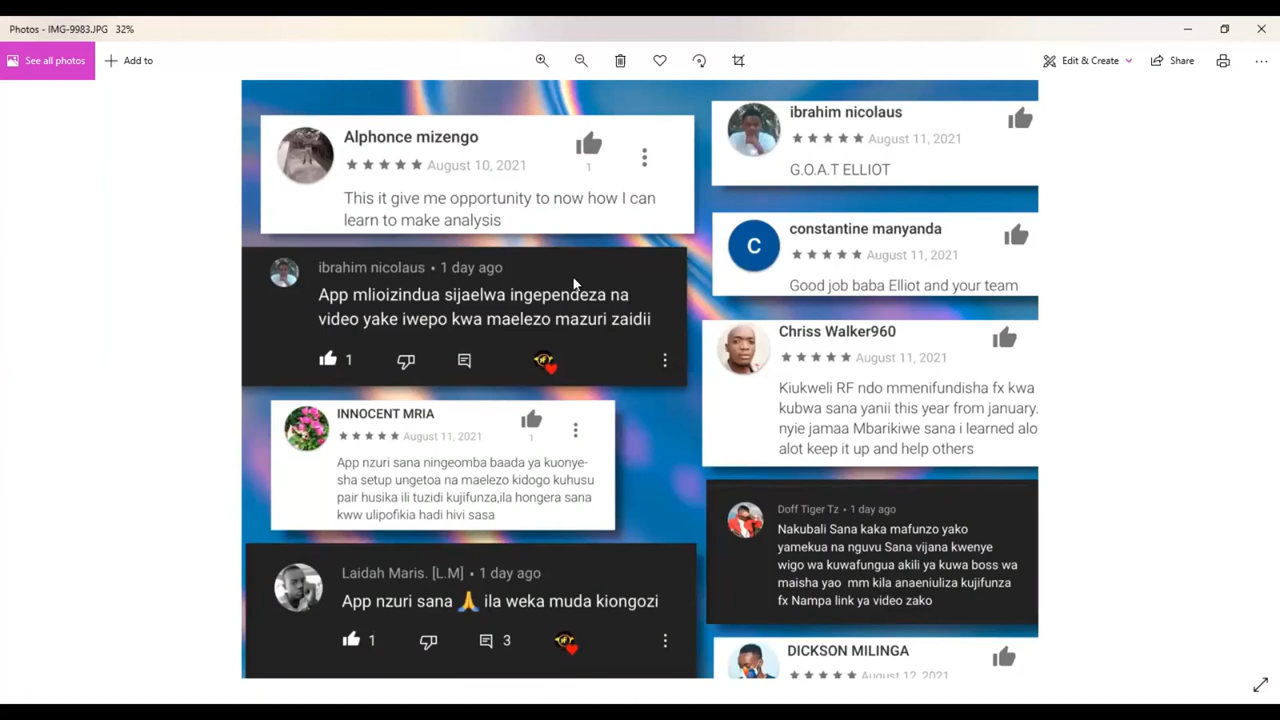 Photos - IMG-9983.JPG 32%
See all photos
Add to
Edit & Create
Share
Alphonce mizengo
August 10, 2021
1
This it give me opportunity to now how I can
learn to make analysis
ibrahim nicolaus • 1 day ago
App mlioizindua sijaelwa ingependeza na
video yake iwepo kwa maelezo mazuri zaidii
1
INNOCENT MRIA
August 11, 2021
1
App nzuri sana ningeomba baada ya kuonye-
sha setup ungetoa na maelezo kidogo kuhusu
pair husika ili tuzidi kujifunza,ila hongera sana
kww ulipofikia hadi hivi sasa
Laidah Maris. [L.M] • 1 day ago
App nzuri sana 🙏 ila weka muda kiongozi
1
3
ibrahim nicolaus
August 11, 2021
G.O.A.T ELLIOT
C
constantine manyanda
August 11, 2021
Good job baba Elliot and your team
Chriss Walker960
August 11, 2021
Kiukweli RF ndo mmenifundisha fx kwa
kubwa sana yanii this year from january.
nyie jamaa Mbarikiwe sana i learned alo
alot keep it up and help others
Doff Tiger Tz • 1 day ago
Nakubali Sana kaka mafunzo yako
yamekua na nguvu Sana vijana kwenye
wigo wa kuwafungua akili ya kuwa boss wa
maisha yao mm kila anaeniuliza kujifunza
fx Nampa link ya video zako
DICKSON MILINGA
August 12, 2021